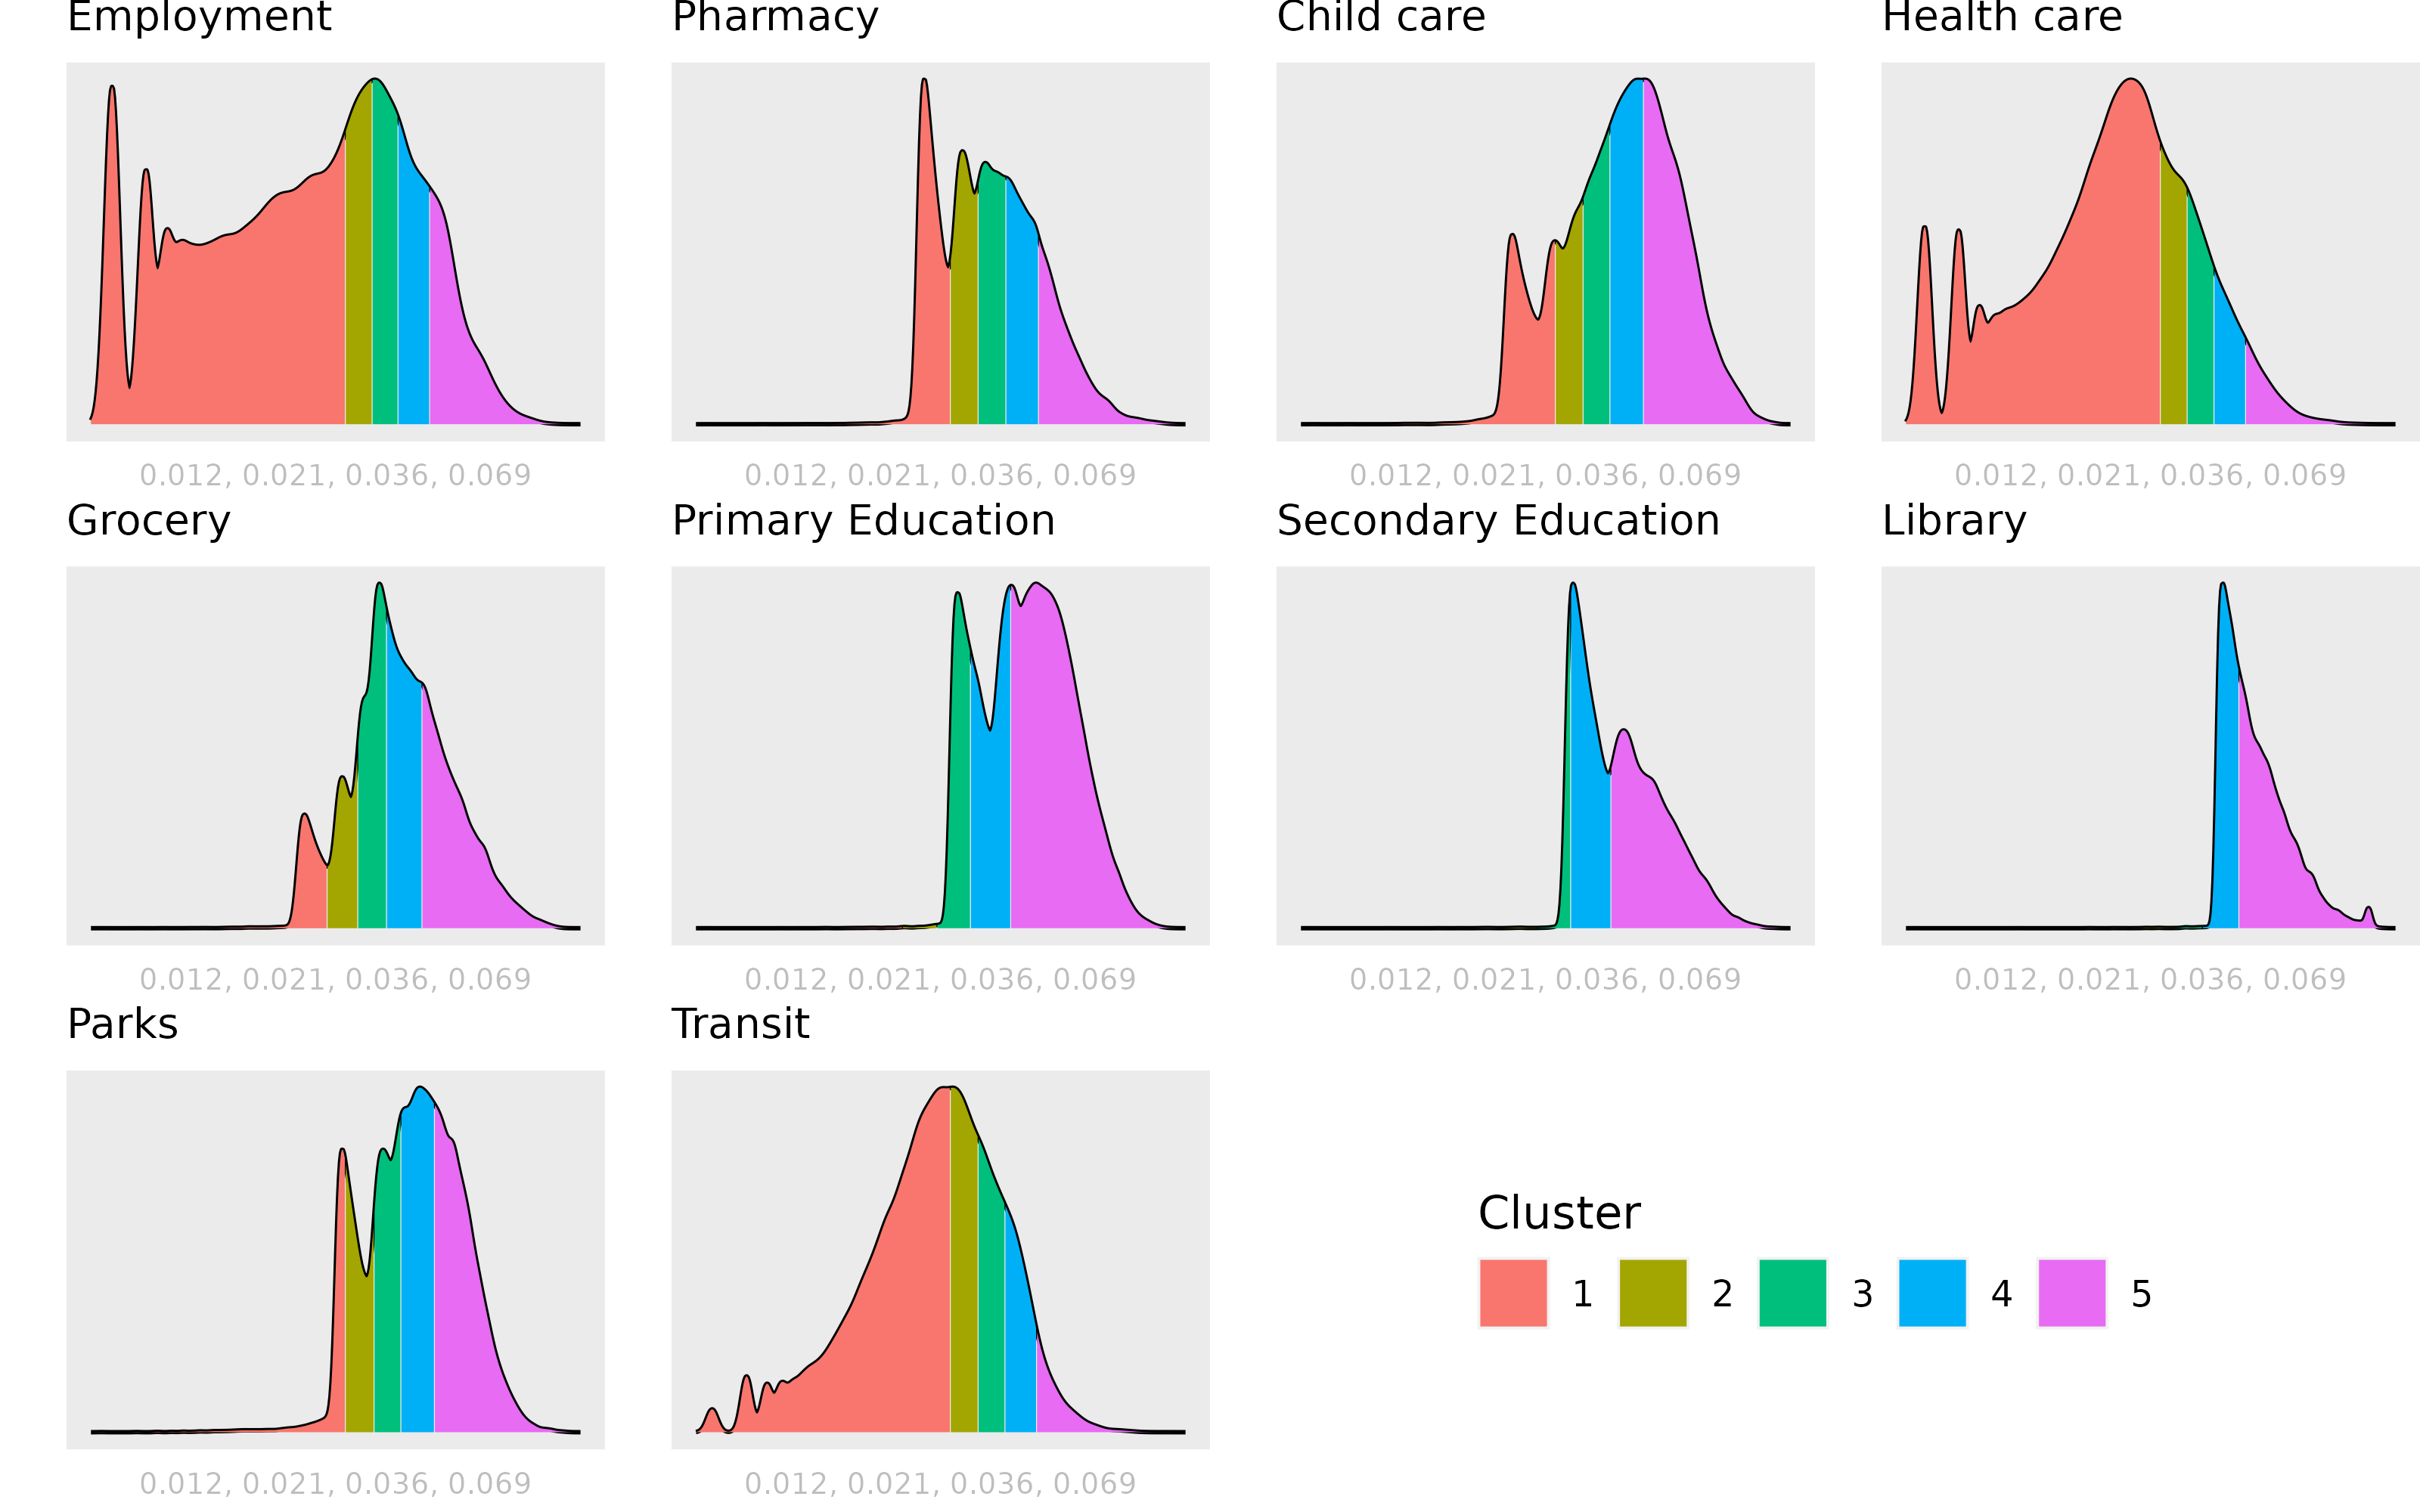 Employment
Pharmacy
Child care
Health care
0.012, 0.021, 0.036, 0.069
0.012, 0.021, 0.036, 0.069
0.012, 0.021, 0.036, 0.069
0.012, 0.021, 0.036, 0.069
Grocery
Primary Education
Secondary Education
Library
0.012, 0.021, 0.036, 0.069
0.012, 0.021, 0.036, 0.069
0.012, 0.021, 0.036, 0.069
0.012, 0.021, 0.036, 0.069
Parks
Transit
Cluster
1
2
3
4
5
0.012, 0.021, 0.036, 0.069
0.012, 0.021, 0.036, 0.069